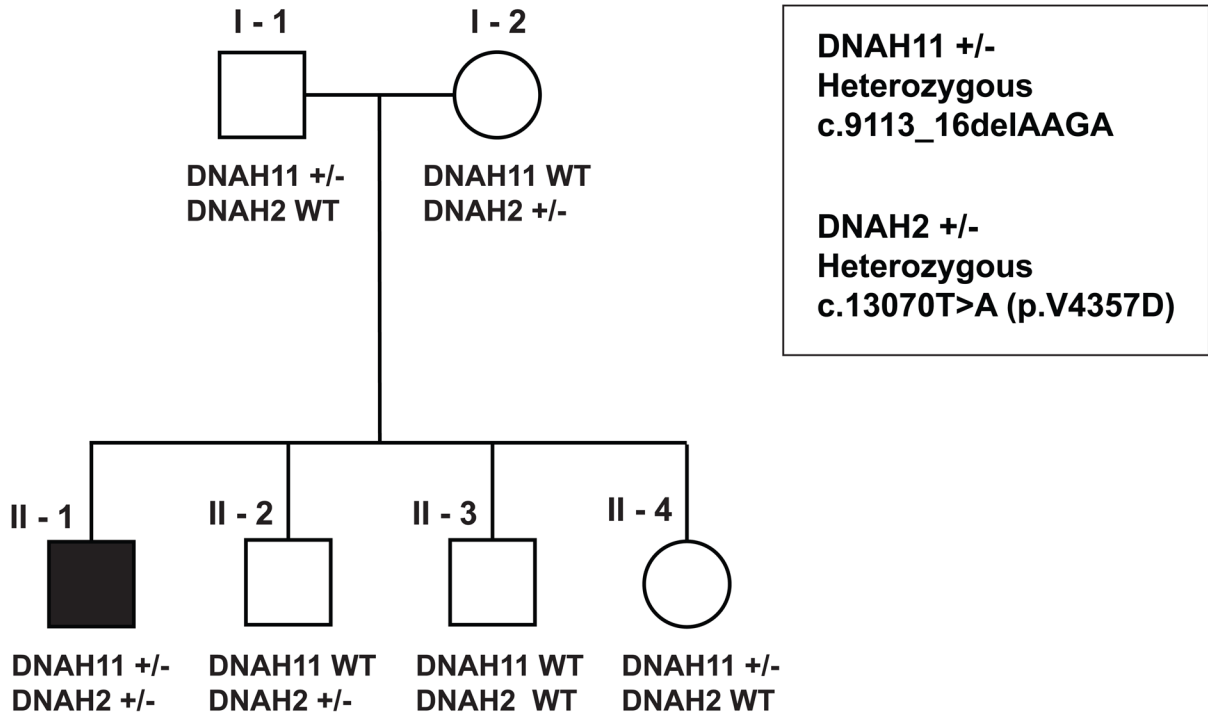 I - 1
I - 2
DNAH11 +/-
DNAH2 WT
DNAH11 WT
DNAH2 +/-
DNAH11 +/-
Heterozygous
c.9113_16delAAGA
DNAH2 +/-
Heterozygous
c.13070T>A (p.V4357D)
II - 1
II - 2
II - 3
II - 4
DNAH11 +/-
DNAH2 +/-
DNAH11 WT
DNAH2 +/-
DNAH11 WT
DNAH2 WT
DNAH11 +/-
DNAH2 WT